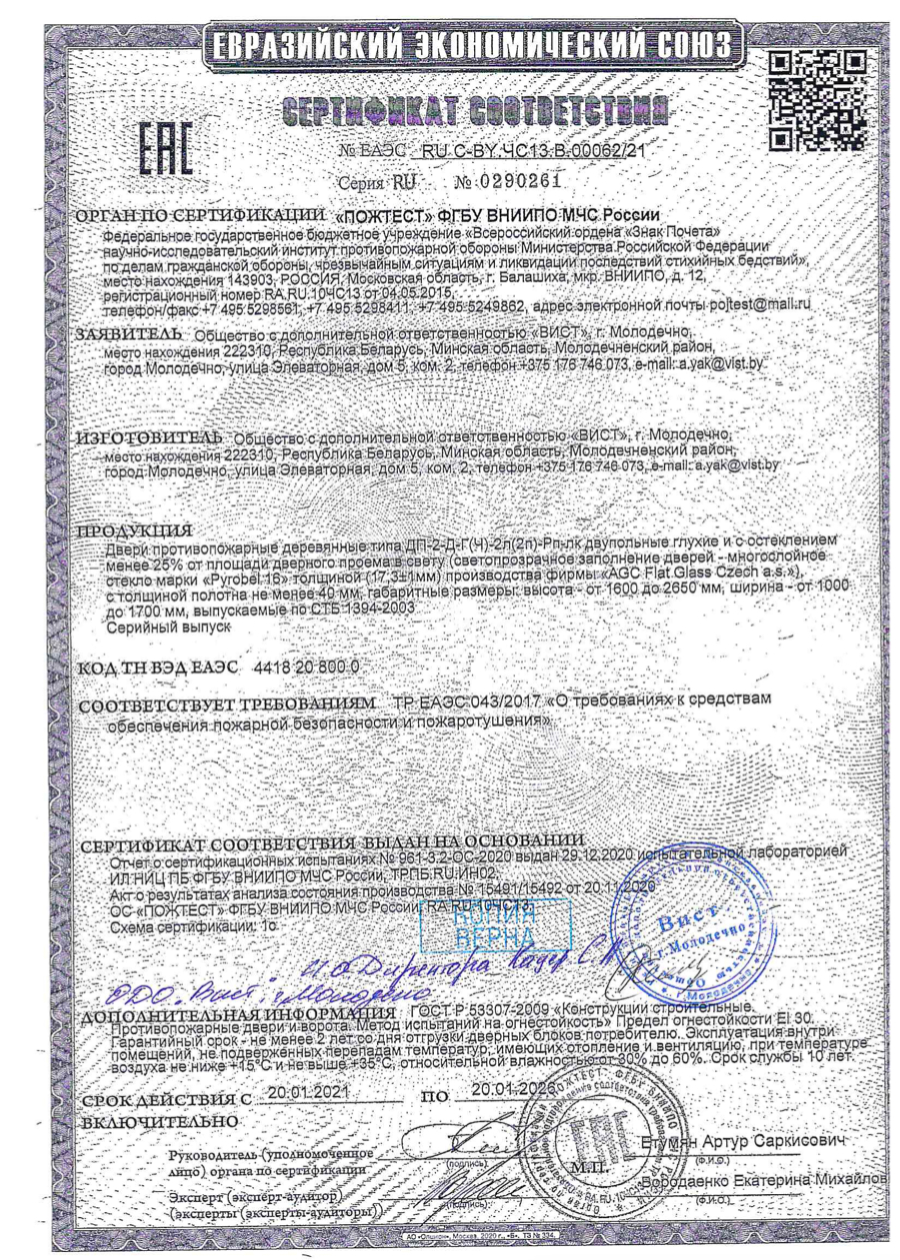 ЕВРАЗИЙСКИЙ ЭКОНОМИЧЕСКИЙ СОЮЗ
СЕРТИФИКАТ СООТВЕТСТВИЯ
ЕАС
№ ЕАЭС RU C-BY.ЧС13.В.00062/21
Серия RU № 0290261
ОРГАН ПО СЕРТИФИКАЦИИ «ПОЖТЕСТ» ФГБУ ВНИИПО МЧС России
Федеральное государственное бюджетное учреждение «Всероссийский ордена «Знак Почета»
научно-исследовательский институт противопожарной обороны Министерства Российской Федерации
по делам гражданской обороны, чрезвычайным ситуациям и ликвидации последствий стихийных бедствий»,
место нахождения 143903, РОССИЯ, Московская область, г. Балашиха, мкр. ВНИИПО, д. 12,
регистрационный номер RA.RU.10ЧС13 от 04.05.2015,
телефон/факс +7 495 5298561, +7 495 5298411, +7 495 5249862, адрес электронной почты pojtest@mail.ru
ЗАЯВИТЕЛЬ Общество с дополнительной ответственностью «ВИСТ», г. Молодечно,
место нахождения 222310, Республика Беларусь, Минская область, Молодечненский район,
город Молодечно, улица Элеваторная, дом 5, ком. 2, телефон +375 176 746 073, e-mail: a.yak@vist.by
ИЗГОТОВИТЕЛЬ Общество с дополнительной ответственностью «ВИСТ», г. Молодечно,
место нахождения 222310, Республика Беларусь, Минская область, Молодечненский район,
город Молодечно, улица Элеваторная, дом 5, ком. 2, телефон +375 176 746 073, e-mail: a.yak@vist.by
ПРОДУКЦИЯ
Двери противопожарные деревянные типа ДП-2-Д-Г(Ч)-2л(2п)-Рп-лк двупольные глухие и с остеклением
менее 25% от площади дверного проема в свету (светопрозрачное заполнение дверей - многослойное
стекло марки «Pyrobel 16» толщиной (17,3±1мм) производства фирмы «AGC Flat Glass Czech a.s.»),
с толщиной полотна не менее 40 мм, габаритные размеры: высота - от 1600 до 2650 мм, ширина - от 1000
до 1700 мм, выпускаемые по СТБ 1394-2003
Серийный выпуск
КОД ТН ВЭД ЕАЭС 4418 20 800 0
СООТВЕТСТВУЕТ ТРЕБОВАНИЯМ ТР ЕАЭС 043/2017 «О требованиях к средствам
обеспечения пожарной безопасности и пожаротушения»
СЕРТИФИКАТ СООТВЕТСТВИЯ ВЫДАН НА ОСНОВАНИИ
Отчет о сертификационных испытаниях № 961-3.2-ОС-2020 выдан 29.12.2020 испытательной лабораторией
ИЛ НИЦ ПБ ФГБУ ВНИИПО МЧС России, ТРПБ.RU.ИН02,
Акт о результатах анализа состояния производства № 15491/15492 от 20.11.2020
ОС «ПОЖТЕСТ» ФГБУ ВНИИПО МЧС России, RA.RU.10ЧС13,
Схема сертификации: 1с
КОПИЯ
ВЕРНА
Вист
г. Молодечно
И.О Директора
ОДО "Вист" г. Молодечно
ДОПОЛНИТЕЛЬНАЯ ИНФОРМАЦИЯ ГОСТ Р 53307-2009 «Конструкции строительные.
Противопожарные двери и ворота. Метод испытаний на огнестойкость» Предел огнестойкости EI 30.
Гарантийный срок - не менее 2 лет со дня отгрузки дверных блоков потребителю. Эксплуатация внутри
помещений, не подверженных перепадам температур, имеющих отопление и вентиляцию, при температуре
воздуха не ниже +15°С и не выше +35°С, относительной влажностью от 30% до 60%. Срок службы 10 лет.
СРОК ДЕЙСТВИЯ С 20.01.2021 ПО 20.01.2026
ВКЛЮЧИТЕЛЬНО
Руководитель (уполномоченное
лицо) органа по сертификации
(подпись)
М.П.
Етумян Артур Саркисович
(Ф.И.О.)
Эксперт (эксперт-аудитор)
(эксперты (эксперты-аудиторы))
(подпись)
Бородаенко Екатерина Михайлов
(Ф.И.О.)
АО «Опцион», Москва, 2020 г., «Б». ТЗ № 334.